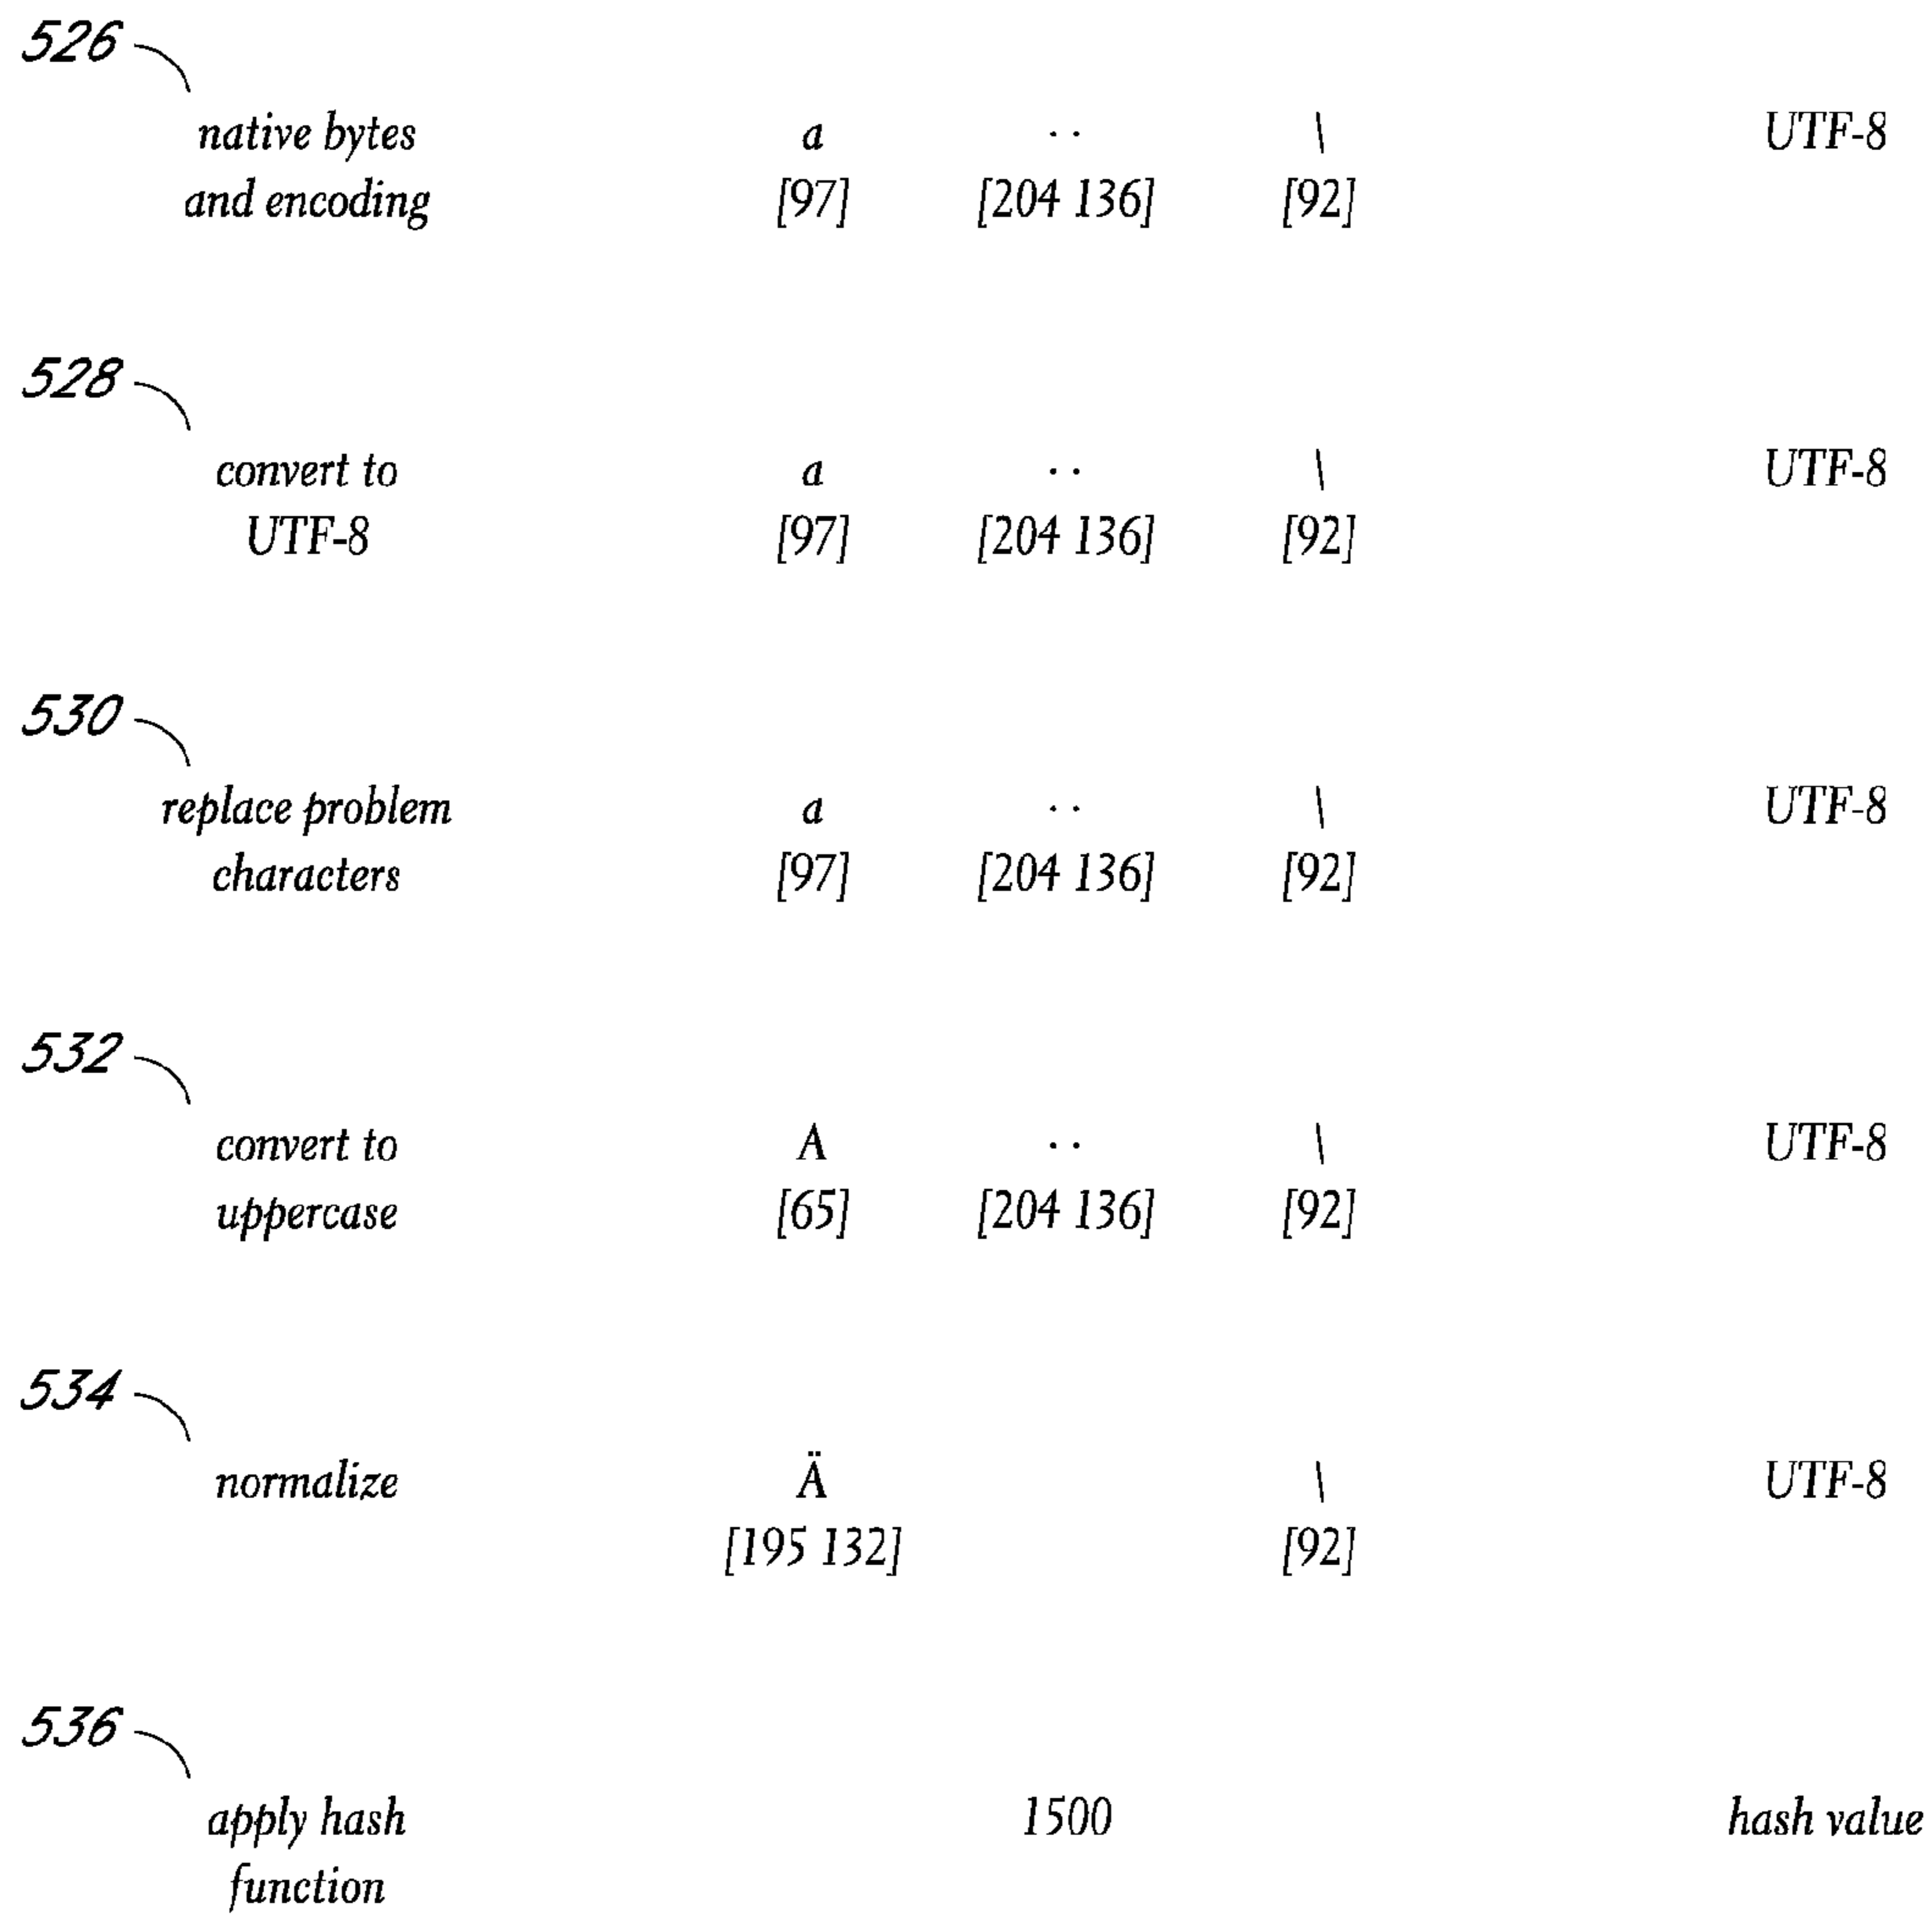 526
native bytes a ·· \ UTF-8
and encoding [97] [204 136] [92]
528
convert to a ·· \ UTF-8
UTF-8 [97] [204 136] [92]
530
replace problem a ·· \ UTF-8
characters [97] [204 136] [92]
532
convert to A ·· \ UTF-8
uppercase [65] [204 136] [92]
534
normalize Ä \ UTF-8
[195 132] [92]
536
apply hash 1500 hash value
function